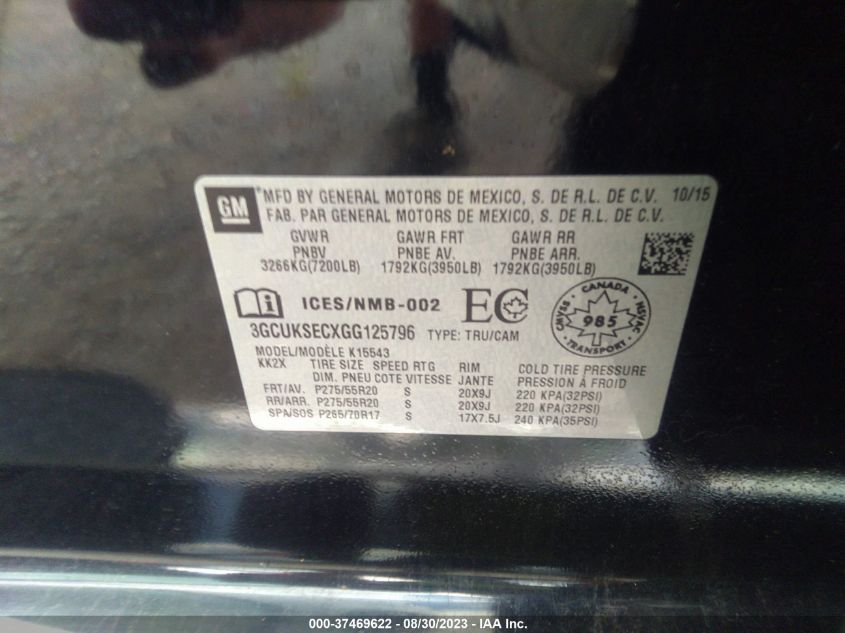 GM
MFD BY GENERAL MOTORS DE MEXICO, S. DE R.L. DE C.V. 10/15
FAB. PAR GENERAL MOTORS DE MEXICO, S. DE R.L. DE C.V.
GVWR GAWR FRT GAWR RR
PNBV PNBE AV. PNBE ARR.
3266KG(7200LB) 1792KG(3950LB) 1792KG(3950LB)
i ICES/NMB-002 EC
CANADA
CMVSS 985 NSVAC
TRANSPORT
3GCUKSECXGG125796 TYPE: TRU/CAM
MODEL/MODÈLE K15543
KK2X TIRE SIZE SPEED RTG RIM COLD TIRE PRESSURE
DIM. PNEU COTE VITESSE JANTE PRESSION À FROID
FRT/AV. P275/55R20 S 20X9J 220 KPA(32PSI)
RR/ARR. P275/55R20 S 20X9J 220 KPA(32PSI)
SPA/SOS P265/70R17 S 17X7.5J 240 KPA(35PSI)
000-37469622 - 08/30/2023 - IAA Inc.